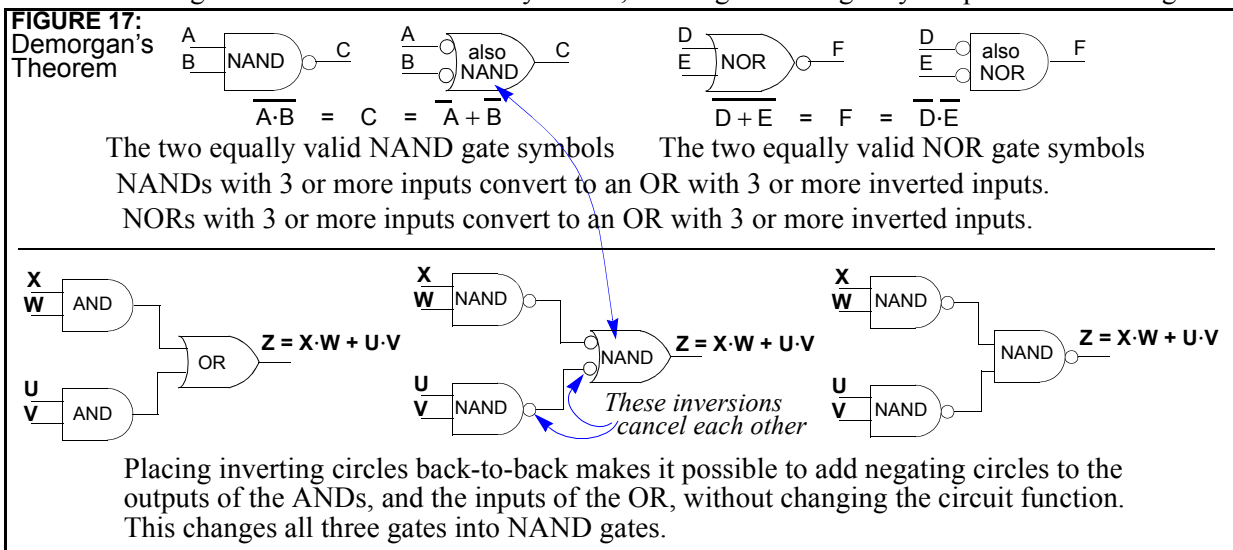 FIGURE 17:
Demorgan's
Theorem
A
B
NAND
C
A
B
also
NAND
C
D
E
NOR
F
D
E
also
NOR
F
A·B = C = A + B
D + E = F = D·E
The two equally valid NAND gate symbols
The two equally valid NOR gate symbols
NANDs with 3 or more inputs convert to an OR with 3 or more inverted inputs.
NORs with 3 or more inputs convert to an OR with 3 or more inverted inputs.
X
W
AND
U
V
AND
OR
Z = X·W + U·V
X
W
NAND
U
V
NAND
NAND
Z = X·W + U·V
These inversions
cancel each other
X
W
NAND
U
V
NAND
NAND
Z = X·W + U·V
Placing inverting circles back-to-back makes it possible to add negating circles to the
outputs of the ANDs, and the inputs of the OR, without changing the circuit function.
This changes all three gates into NAND gates.